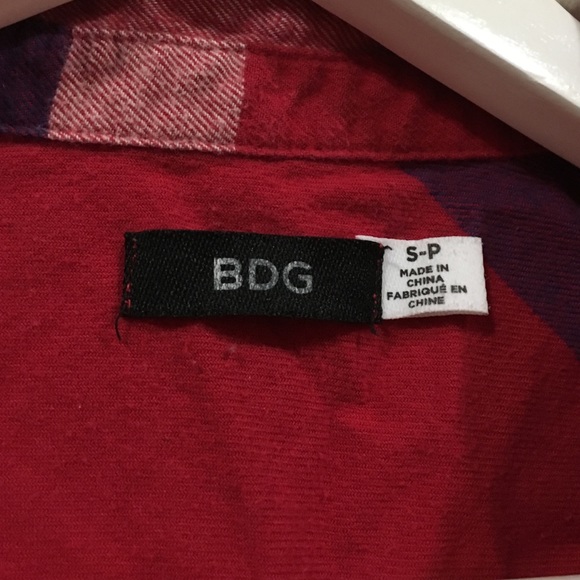 BDG
S-P
MADE IN
CHINA
FABRIQUÉ EN
CHINE